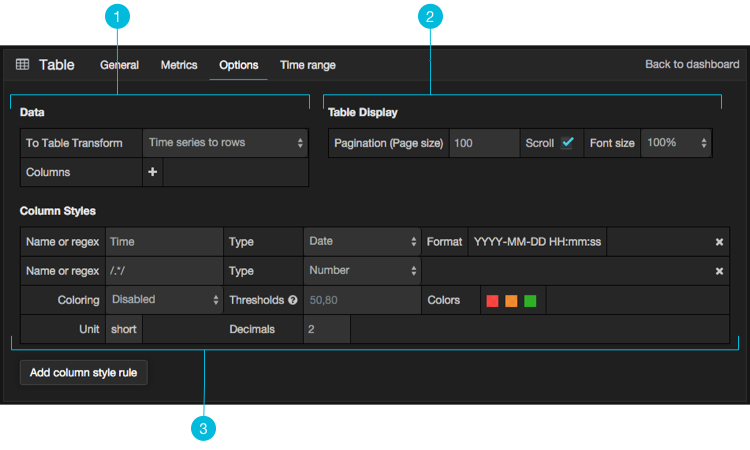 1 2
Table General Metrics Options Time range Back to dashboard
Data Table Display
To Table Transform Time series to rows Pagination (Page size) 100 Scroll Font size 100%
Columns +
Column Styles
Name or regex Time Type Date Format YYYY-MM-DD HH:mm:ss ×
Name or regex /.*/ Type Number ×
Coloring Disabled Thresholds ? 50,80 Colors
Unit short Decimals 2
Add column style rule
3